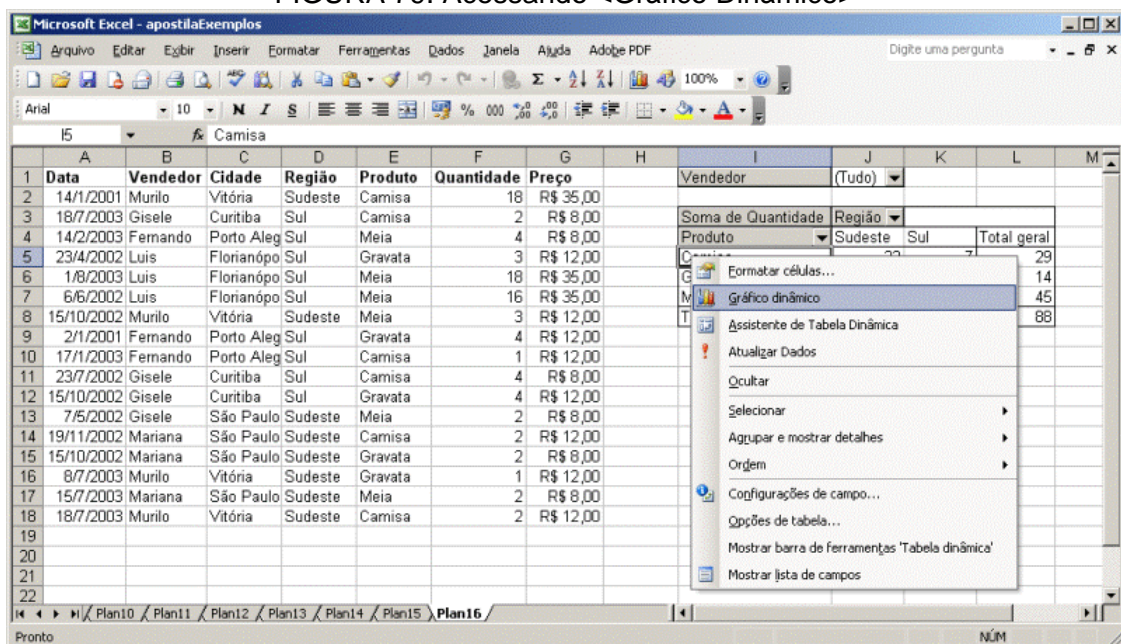 Microsoft Excel - apostilaExemplos
Arquivo Editar Exibir Inserir Formatar Ferramentas Dados Janela Ajuda Adobe PDF Digite uma pergunta
100%
Arial 10 N I S % 000
I5 fx Camisa
A B C D E F G H I J K L M
1 Data Vendedor Cidade Região Produto Quantidade Preço Vendedor (Tudo)
2 14/1/2001 Murilo Vitória Sudeste Camisa 18 R$ 35,00
3 18/7/2003 Gisele Curitiba Sul Camisa 2 R$ 8,00 Soma de Quantidade Região
4 14/2/2003 Fernando Porto Aleg Sul Meia 4 R$ 8,00 Produto Sudeste Sul Total geral
5 23/4/2002 Luis Florianópo Sul Gravata 3 R$ 12,00 29
6 1/8/2003 Luis Florianópo Sul Meia 18 R$ 35,00 G 14
7 6/6/2002 Luis Florianópo Sul Meia 16 R$ 35,00 M 45
8 15/10/2002 Murilo Vitória Sudeste Meia 3 R$ 12,00 T 88
9 2/1/2001 Fernando Porto Aleg Sul Gravata 4 R$ 12,00
10 17/1/2003 Fernando Porto Aleg Sul Camisa 1 R$ 12,00
11 23/7/2002 Gisele Curitiba Sul Camisa 4 R$ 8,00
12 15/10/2002 Gisele Curitiba Sul Gravata 4 R$ 12,00
13 7/5/2002 Gisele São Paulo Sudeste Meia 2 R$ 8,00
14 19/11/2002 Mariana São Paulo Sudeste Camisa 2 R$ 12,00
15 15/10/2002 Mariana São Paulo Sudeste Gravata 2 R$ 12,00
16 8/7/2003 Murilo Vitória Sudeste Gravata 1 R$ 12,00
17 15/7/2003 Mariana São Paulo Sudeste Meia 2 R$ 8,00
18 18/7/2003 Murilo Vitória Sudeste Camisa 2 R$ 12,00
19
20
21
22
Formatar células...
Gráfico dinâmico
Assistente de Tabela Dinâmica
Atualizar Dados
Ocultar
Selecionar
Agrupar e mostrar detalhes
Ordem
Configurações de campo...
Opções de tabela...
Mostrar barra de ferramentas 'Tabela dinâmica'
Mostrar lista de campos
Plan10 Plan11 Plan12 Plan13 Plan14 Plan15 Plan16
Pronto NÚM